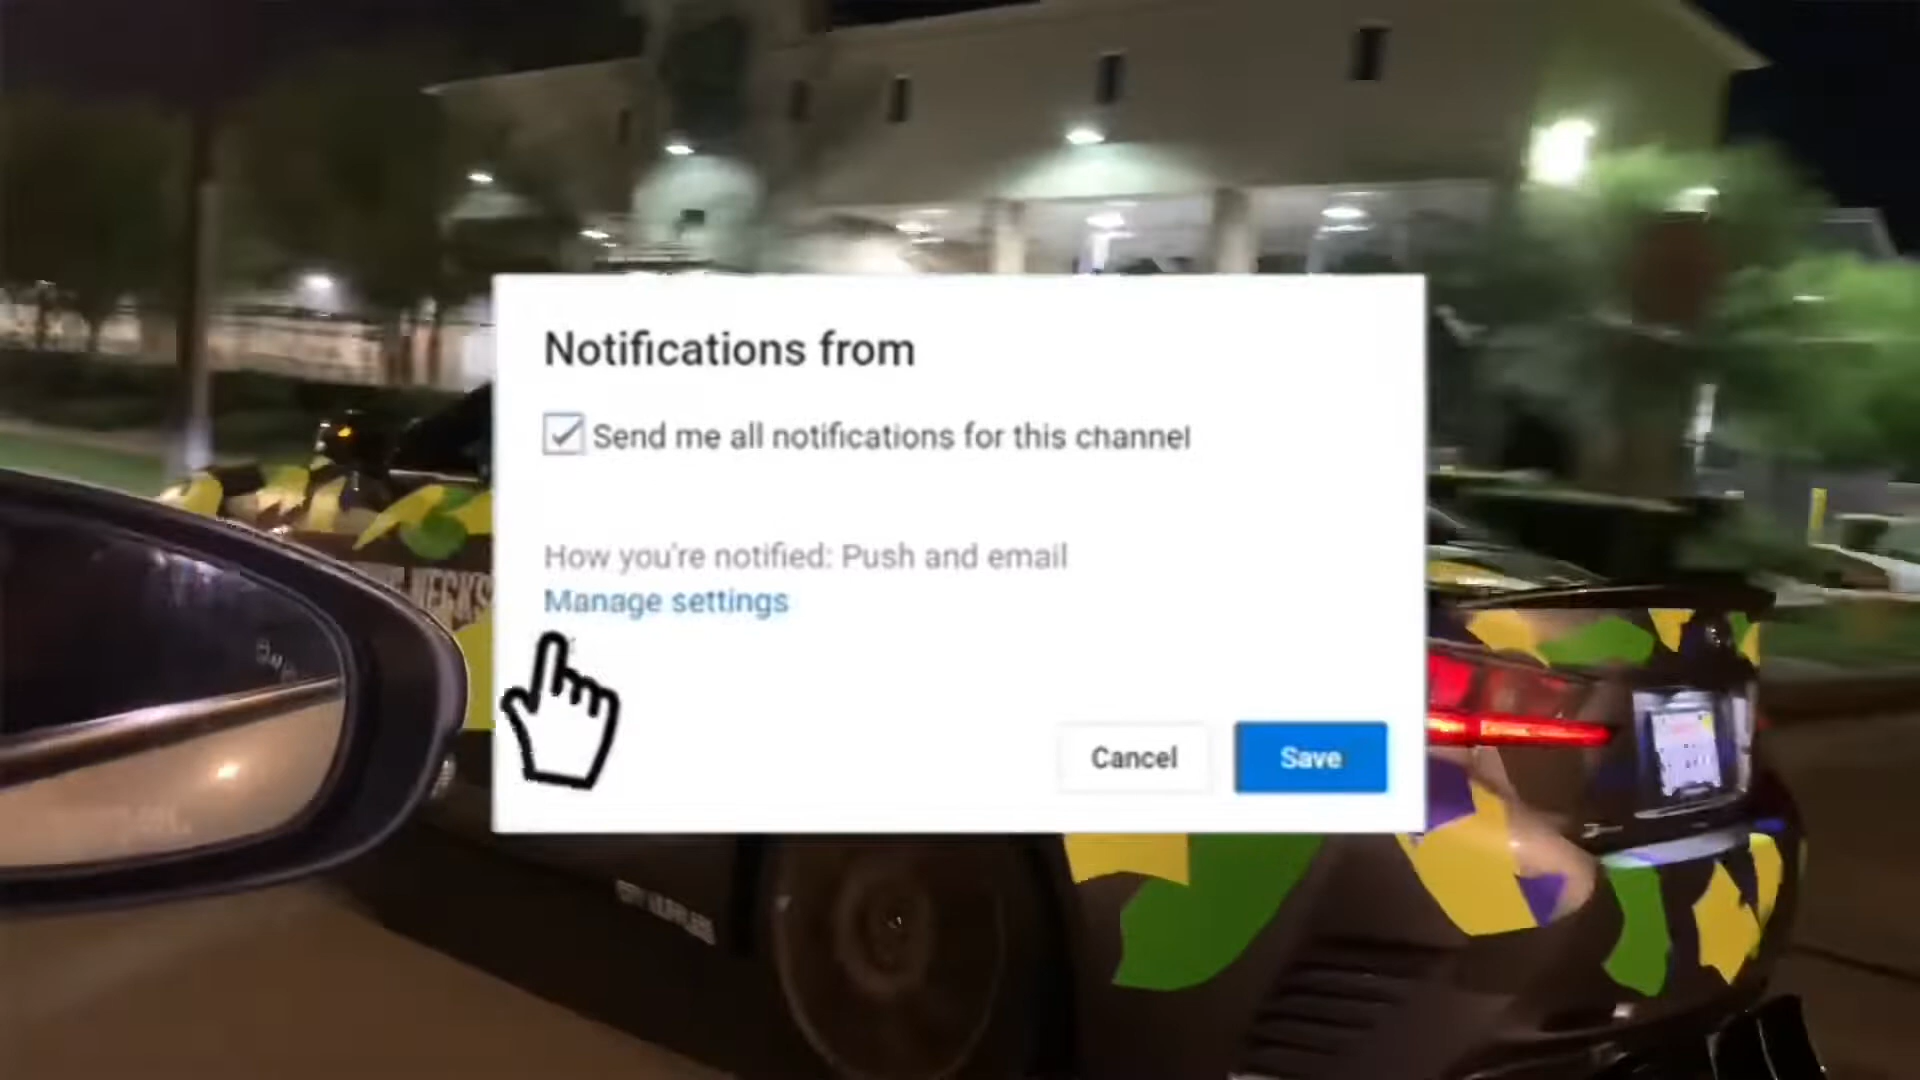 Notifications from
Send me all notifications for this channel
How you're notified: Push and email
Manage settings
Cancel
Save